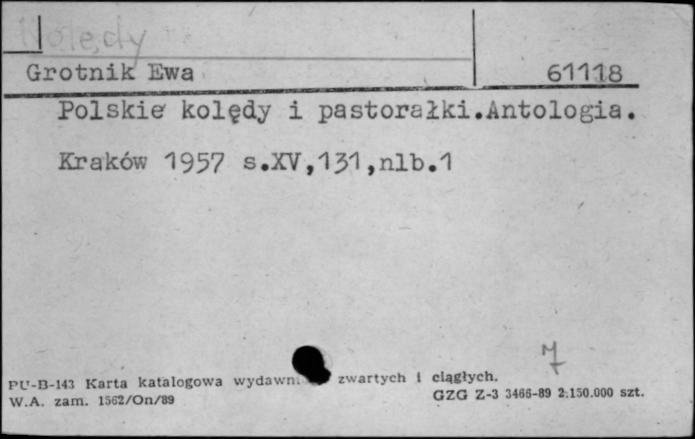 Kolędy
Grotnik Ewa 61118
Polskie kolędy i pastorałki.Antologia.
Kraków 1957 s.XV,131,nlb.1
PU-B-143 Karta katalogowa zwartych i ciągłych.
W.A. zam. 1562/On/89 GZG Z-3 3466-89 2.150.000 szt.